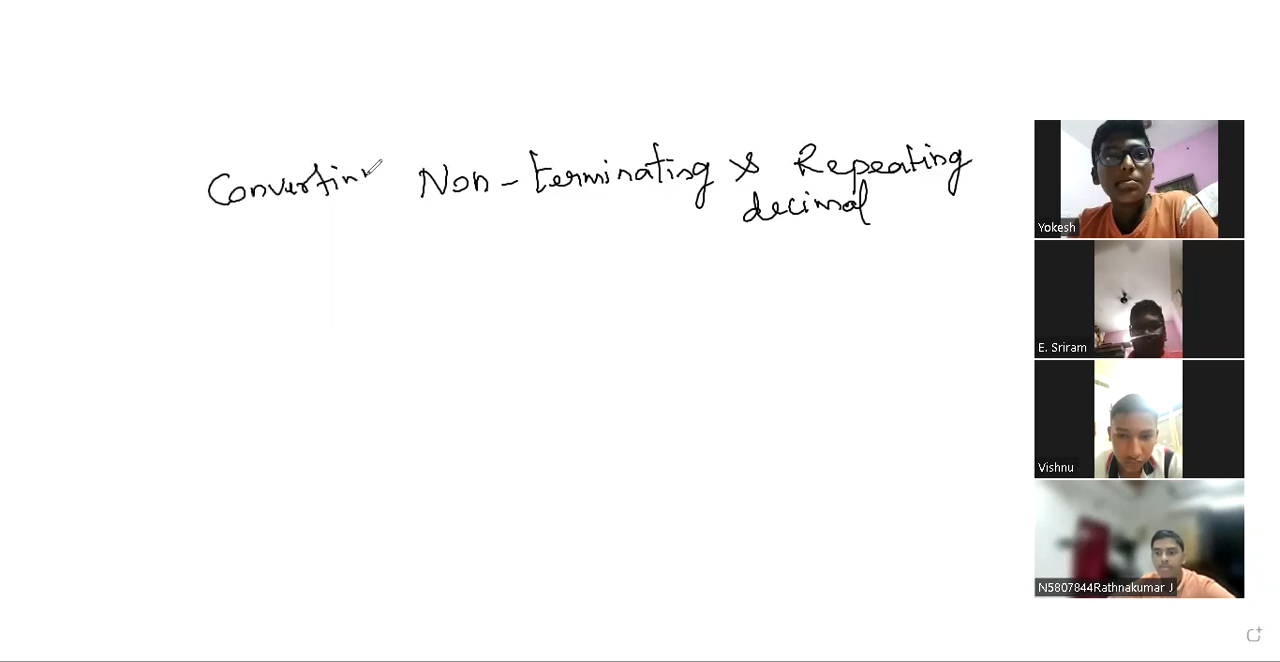 Convertin Non-terminating & Repeating
decimal
Yokesh
E. Sriram
Vishnu
N5807844Rathnakumar J